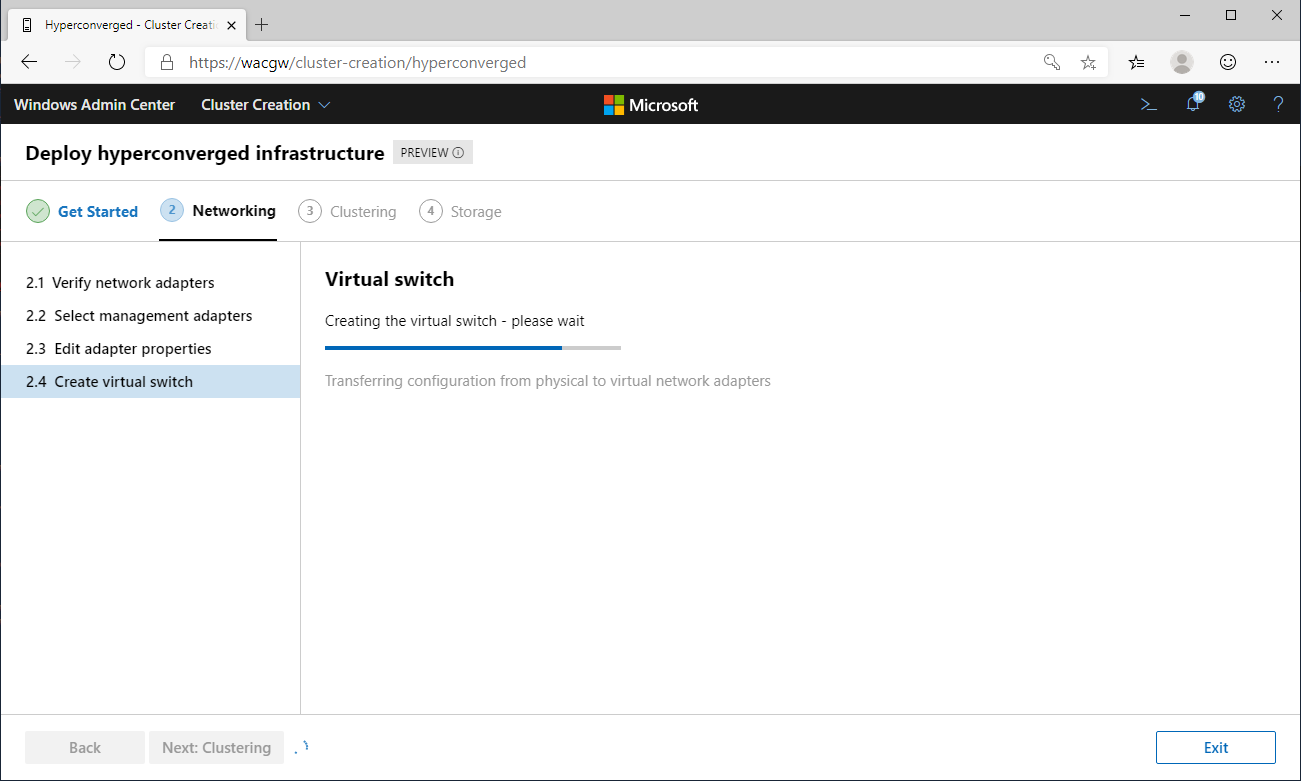 Hyperconverged - Cluster Creati
https://wacgw/cluster-creation/hyperconverged
Windows Admin Center Cluster Creation Microsoft 10
Deploy hyperconverged infrastructure PREVIEW
Get Started 2 Networking 3 Clustering 4 Storage
2.1 Verify network adapters
2.2 Select management adapters
2.3 Edit adapter properties
2.4 Create virtual switch
Virtual switch
Creating the virtual switch - please wait
Transferring configuration from physical to virtual network adapters
Back Next: Clustering Exit